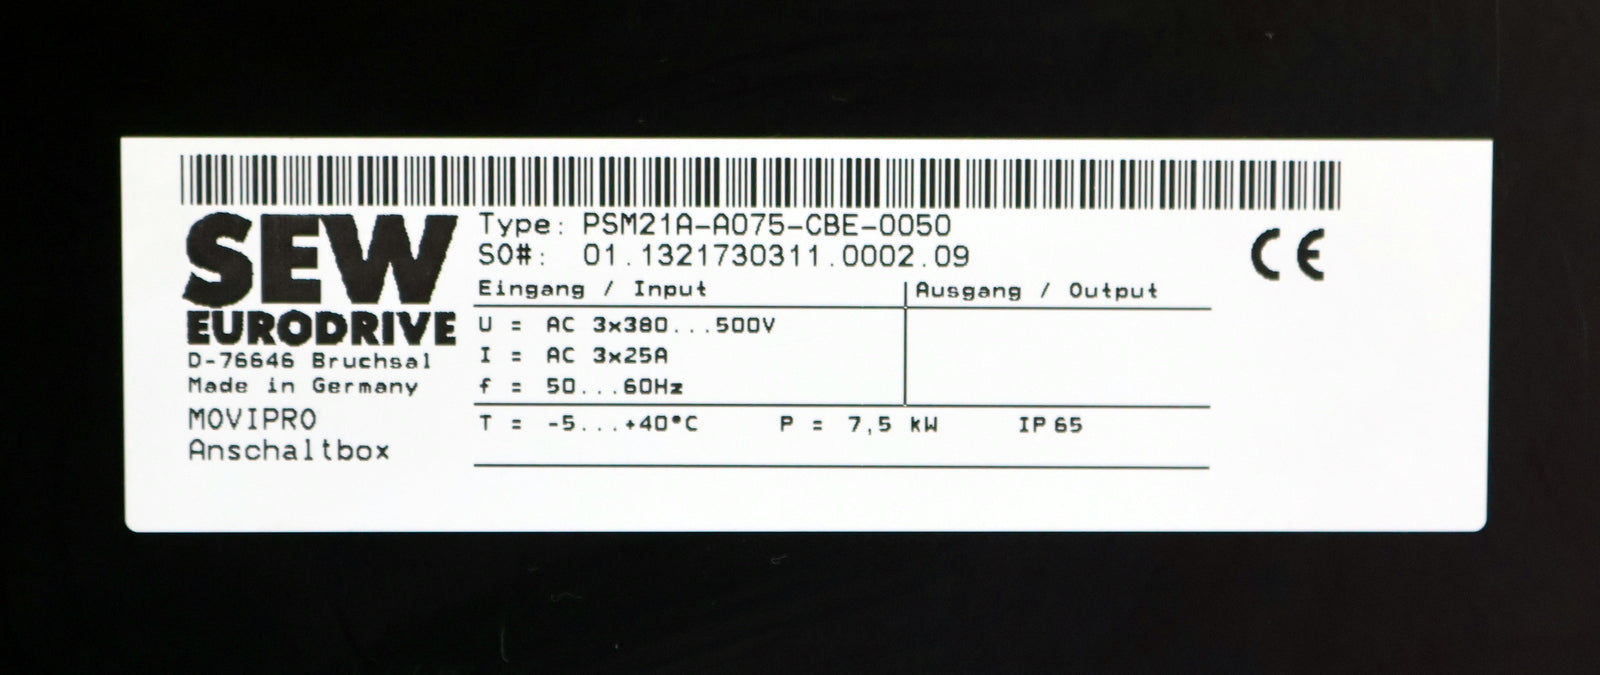 SEW
EURODRIVE
D-76646 Bruchsal
Made in Germany
MOVIPRO
Anschaltbox
Type: PSM21A-A075-CBE-0050
SO#: 01.1321730311.0002.09
CE
Eingang / Input
Ausgang / Output
U = AC 3x380...500V
I = AC 3x25A
f = 50...60Hz
T = -5...+40°C P = 7,5 kW IP65